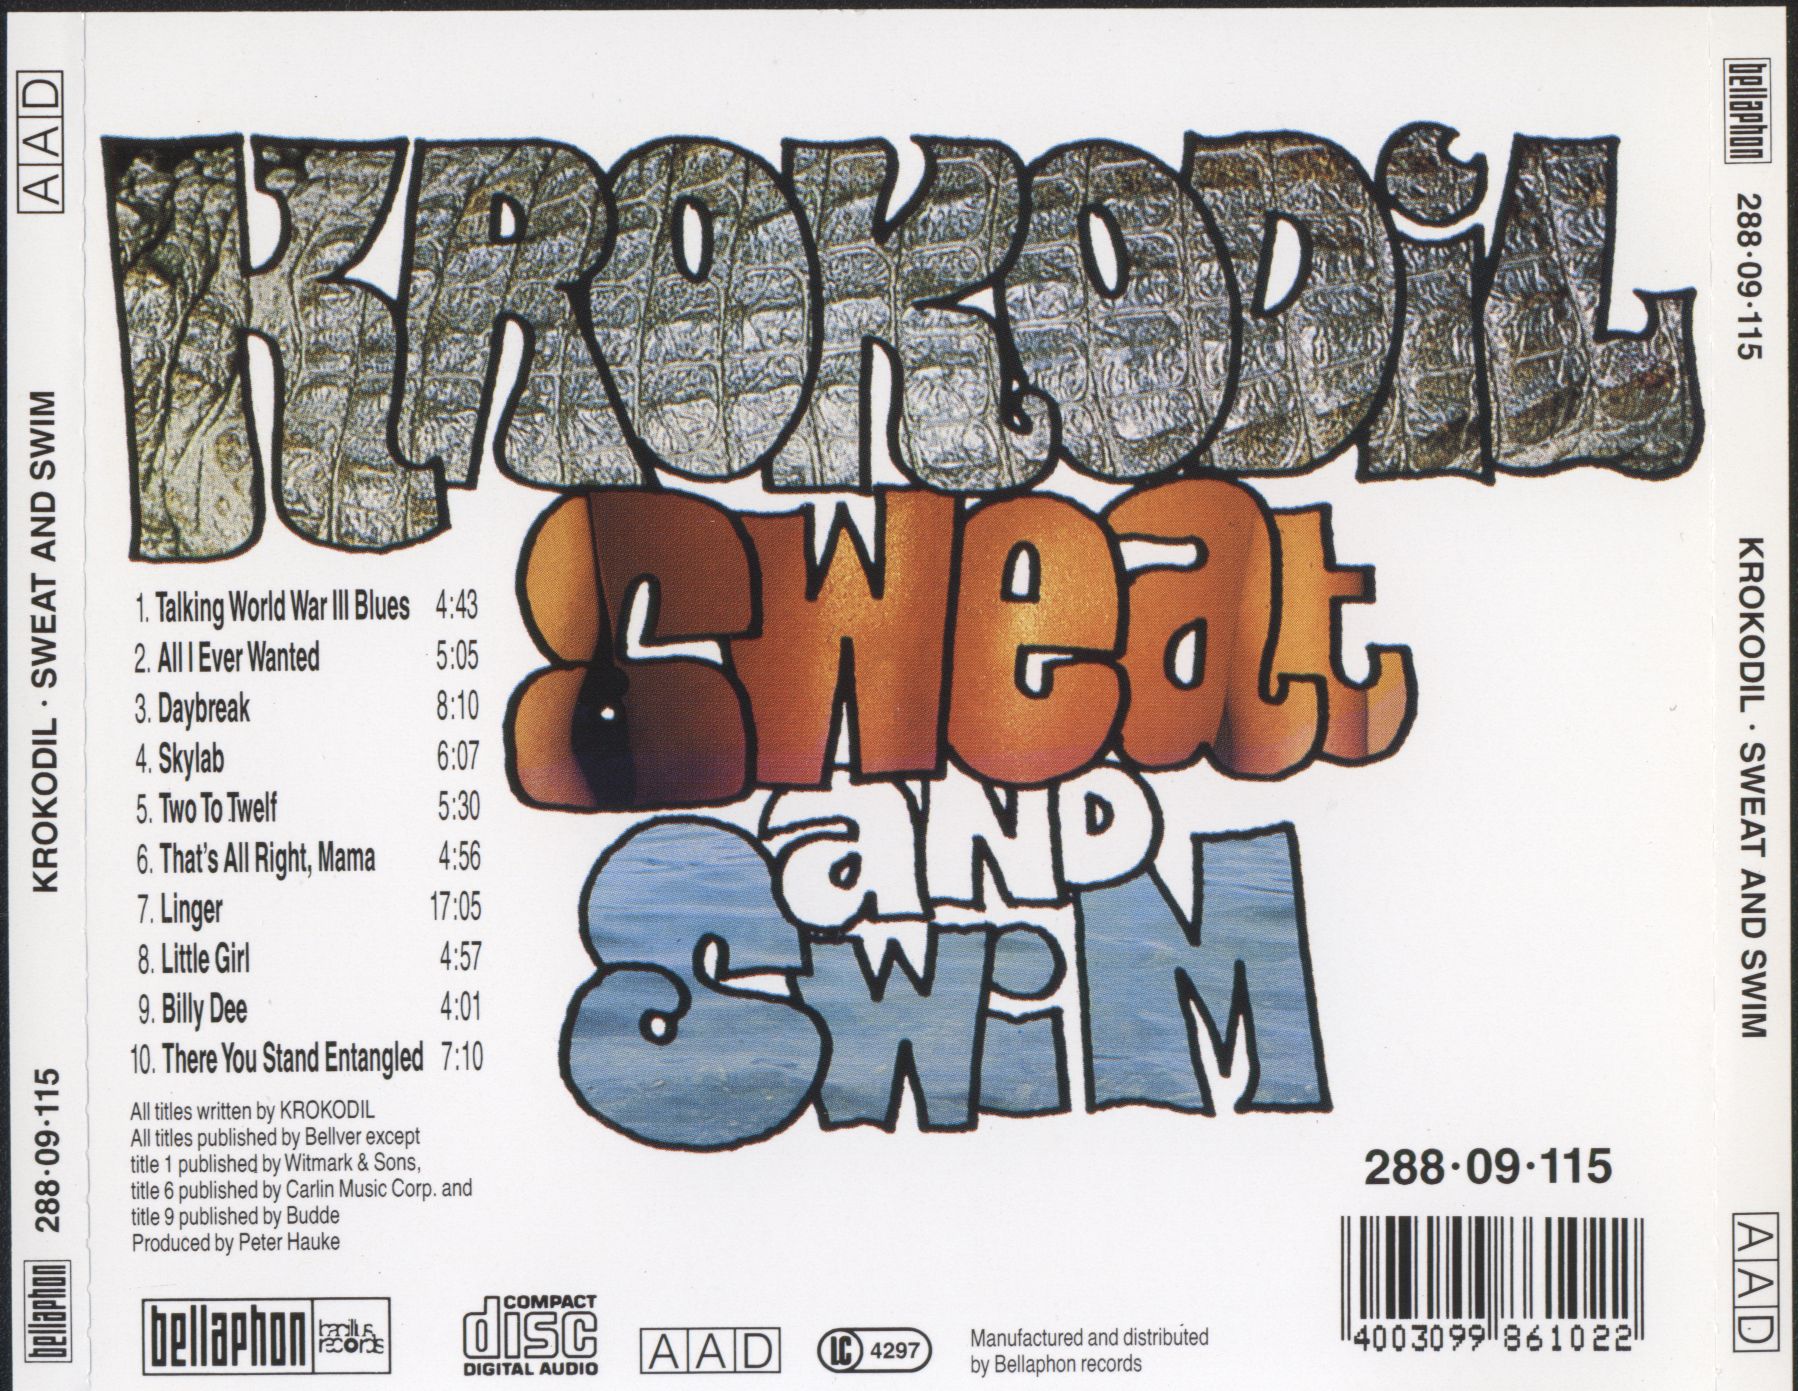 AAD
KROKODIL · SWEAT AND SWIM
288·09·115
bellaphon
KROKODiL
Sweat
aND
SWiM
1. Talking World War III Blues 4:43
2. All I Ever Wanted 5:05
3. Daybreak 8:10
4. Skylab 6:07
5. Two To Twelf 5:30
6. That's All Right, Mama 4:56
7. Linger 17:05
8. Little Girl 4:57
9. Billy Dee 4:01
10. There You Stand Entangled 7:10
All titles written by KROKODIL
All titles published by Bellver except
title 1 published by Witmark & Sons,
title 6 published by Carlin Music Corp. and
title 9 published by Budde
Produced by Peter Hauke
bellaphon
bacillus
records
COMPACT
disc
DIGITAL AUDIO
AAD
LC 4297
Manufactured and distributed
by Bellaphon records
288·09·115
4003099 861022
bellaphon
288·09·115
KROKODIL · SWEAT AND SWIM
AAD